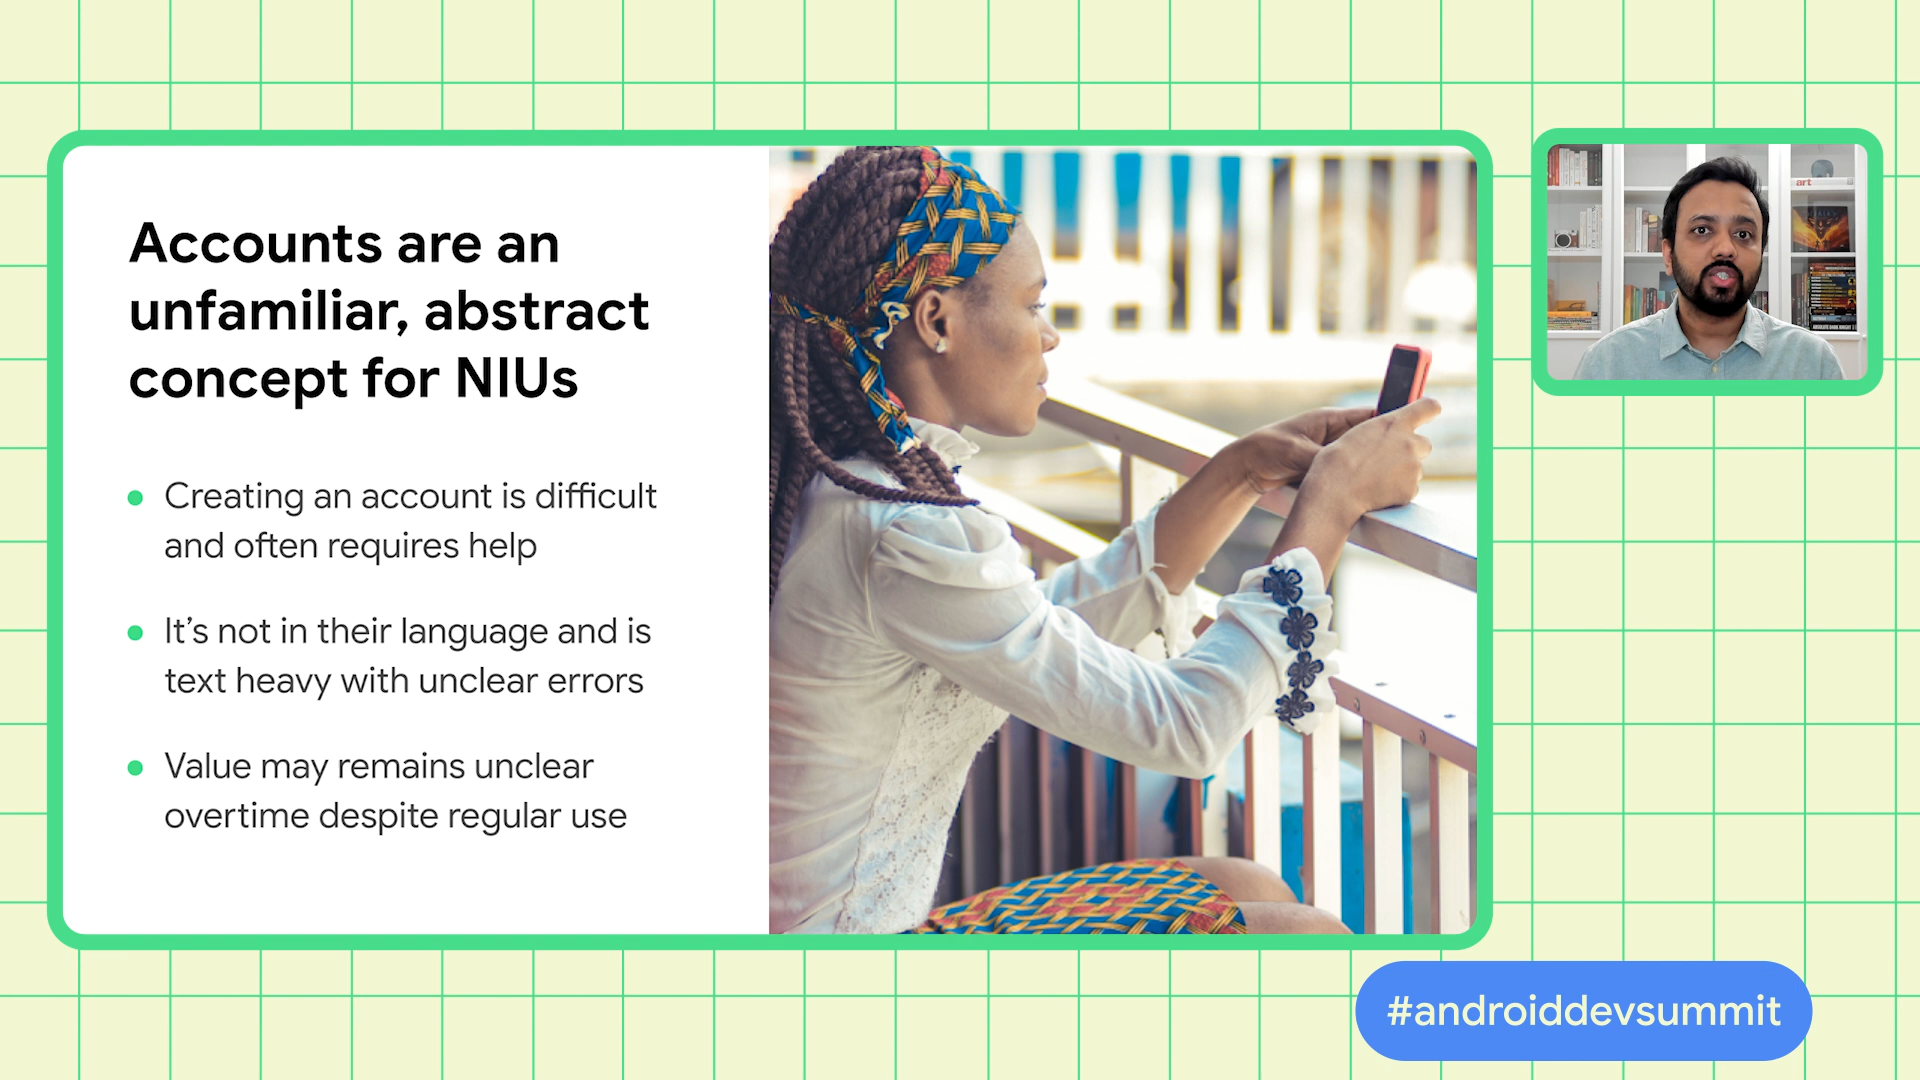 Accounts are an
unfamiliar, abstract
concept for NIUs
Creating an account is difficult
and often requires help
It's not in their language and is
text heavy with unclear errors
Value may remains unclear
overtime despite regular use
art
#androiddevsummit